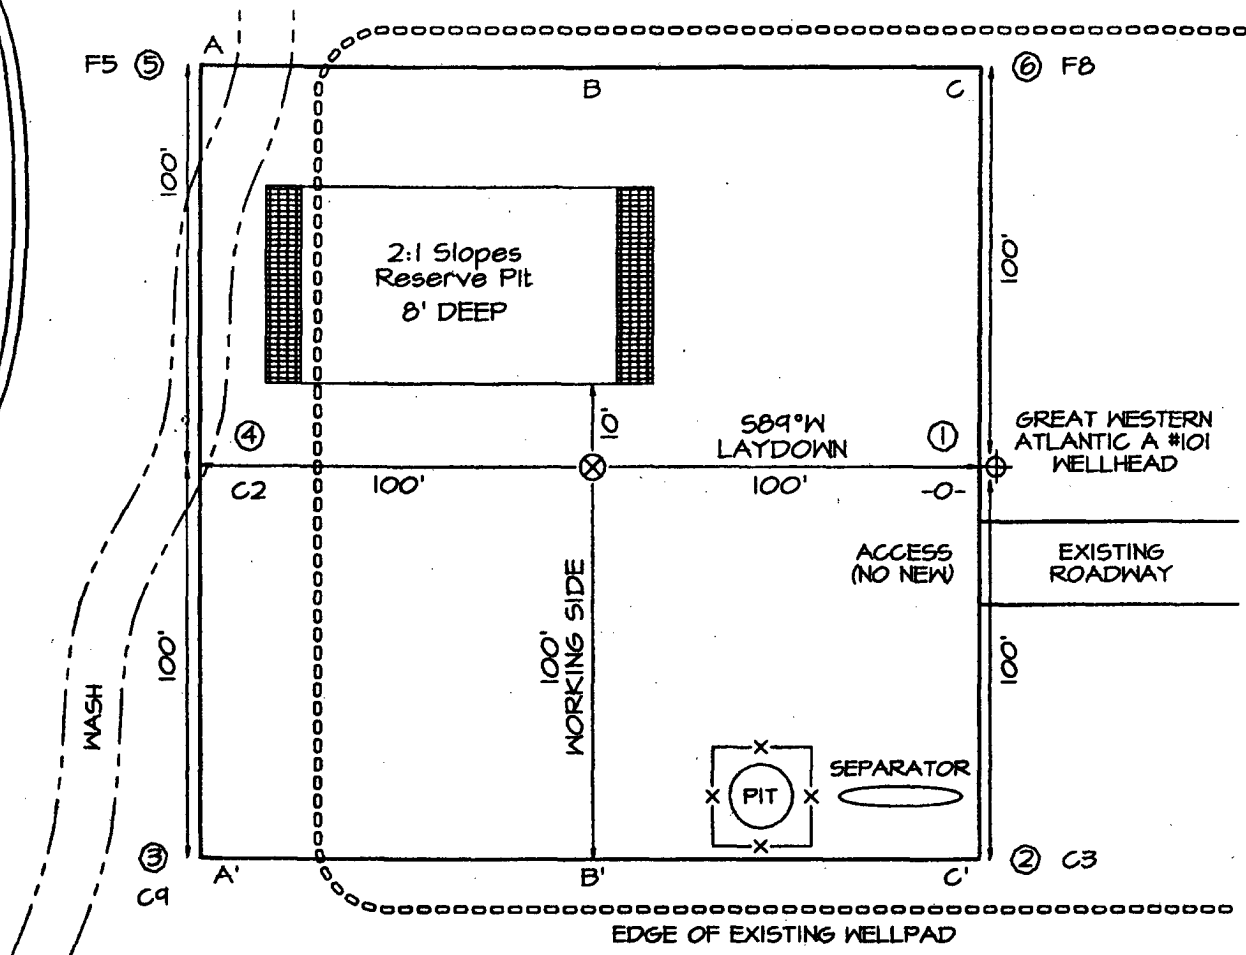 A
F5 ⑤
B
C
⑥ F8
100'
100'
2:1 Slopes
Reserve Pit
8' DEEP
10'
④
C2
100'
S89°W
LAYDOWN
100'
①
-0-
GREAT WESTERN
ATLANTIC A #101
WELLHEAD
ACCESS
(NO NEW)
EXISTING
ROADWAY
100'
WASH
100'
WORKING SIDE
100'
PIT
SEPARATOR
③
C9
A'
B'
C'
② C3
EDGE OF EXISTING WELLPAD